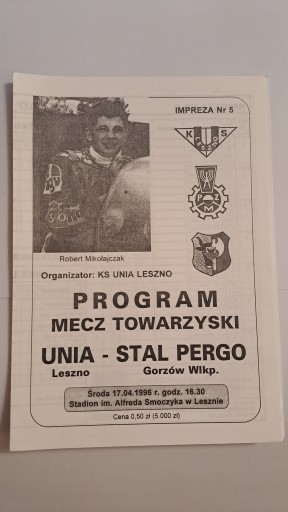 IMPREZA Nr 5
K S
Robert Mikołajczak
Organizator: KS UNIA LESZNO
PROGRAM
MECZ TOWARZYSKI
UNIA - STAL PERGO
Leszno Gorzów Wlkp.
Środa 17.04.1996 r. godz. 16.30
Stadion im. Alfreda Smoczyka w Lesznie
Cena 0,50 zł (5.000 zł)